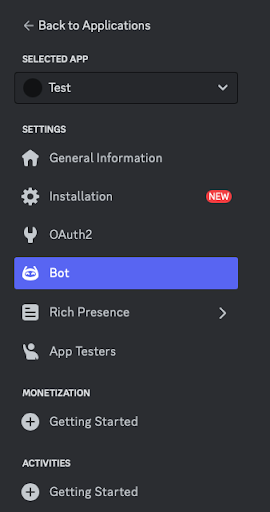 Back to Applications
SELECTED APP
Test
SETTINGS
General Information
Installation NEW
OAuth2
Bot
Rich Presence
App Testers
MONETIZATION
Getting Started
ACTIVITIES
Getting Started